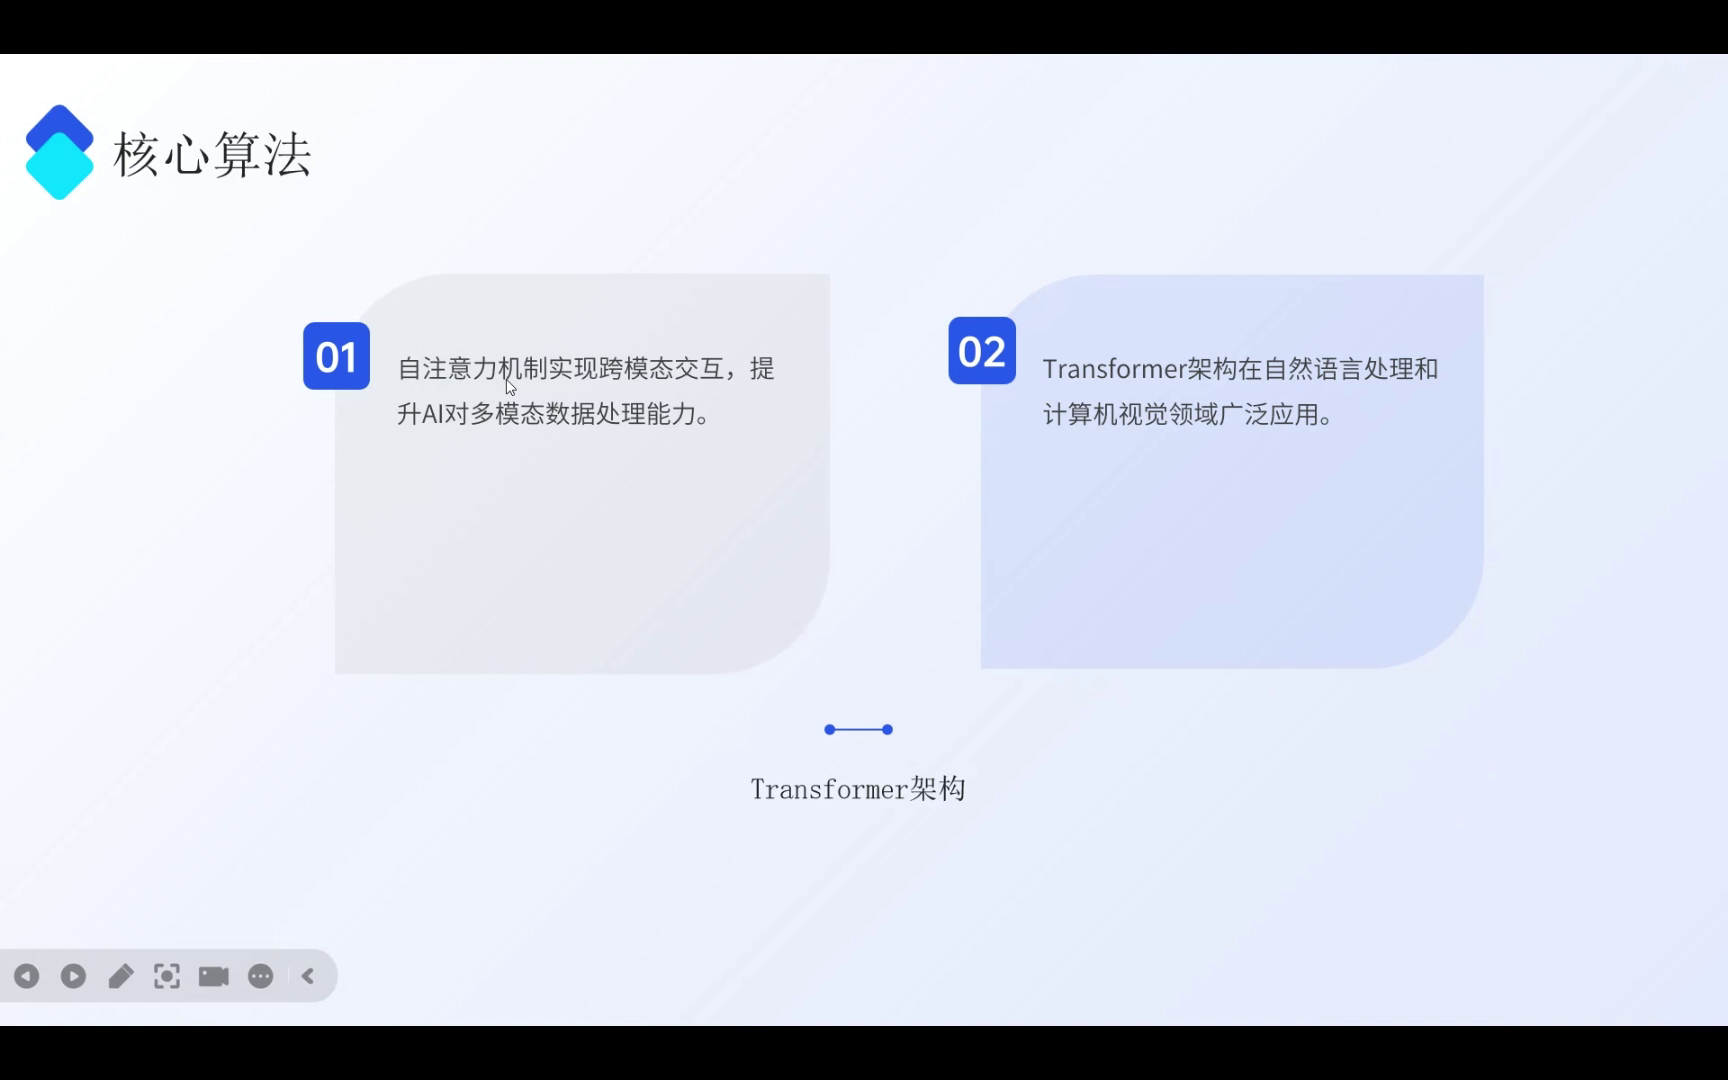 核心算法
01
自注意力机制实现跨模态交互，提
升AI对多模态数据处理能力。
02
Transformer架构在自然语言处理和
计算机视觉领域广泛应用。
Transformer架构